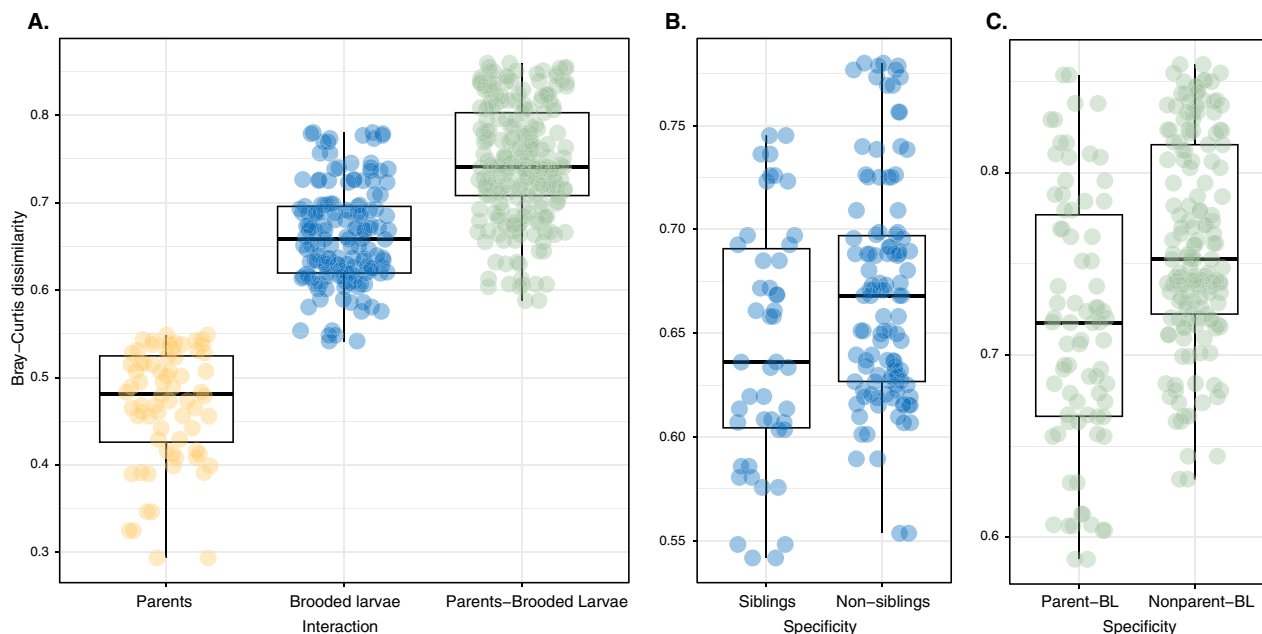 A.
Bray−Curtis dissimilarity
0.8
0.7
0.6
0.5
0.4
0.3
Parents
Brooded larvae
Parents−Brooded Larvae
Interaction
B.
0.75
0.70
0.65
0.60
0.55
Siblings
Non−siblings
Specificity
C.
0.8
0.7
0.6
Parent−BL
Nonparent−BL
Specificity